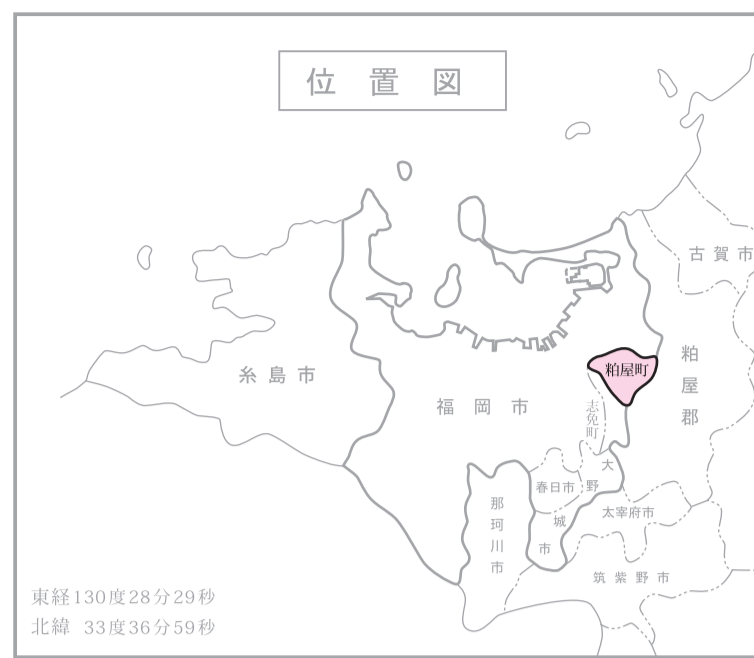 位置図
古賀市
粕屋町
粕屋郡
糸島市
福岡市
志免町
大野城市
春日市
那珂川市
太宰府市
筑紫野市
東経130度28分29秒
北緯 33度36分59秒